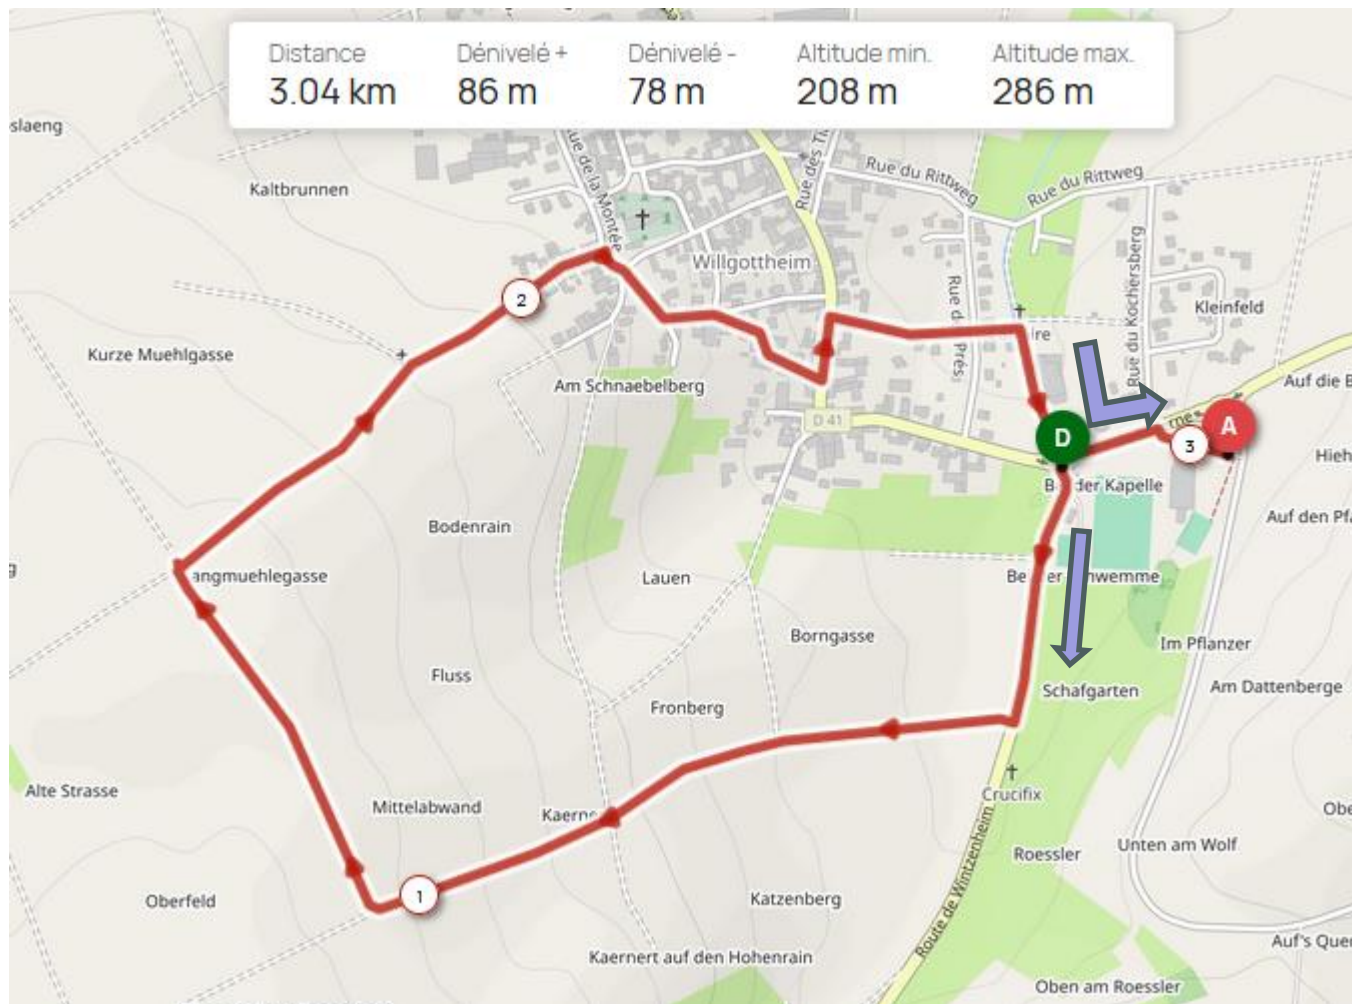 Distance
3.04 km
Dénivelé +
86 m
Dénivelé -
78 m
Altitude min.
208 m
Altitude max.
286 m
slaeng
Kaltbrunnen
Rue de la Montée
Rue des
Rue du Rittweg
Rue du Rittweg
Willgottheim
Rue du Kochersberg
Kleinfeld
2
Kurze Muehlgasse
Prés
Am Schnaebelberg
Auf die
D 41
D
3
A
der Kapelle
Bodenrain
Auf den
angmuehlegasse
Lauen
Borngasse
Im Pflanzer
Fluss
Schafgarten
Am Dattenberge
Fronberg
Crucifix
Alte Strasse
Mittelabwand
Roessler
Unten am Wolf
1
Oberfeld
Katzenberg
Route de Wintzenheim
Auf's
Kaernert auf den Hohenrain
Oben am Roessler